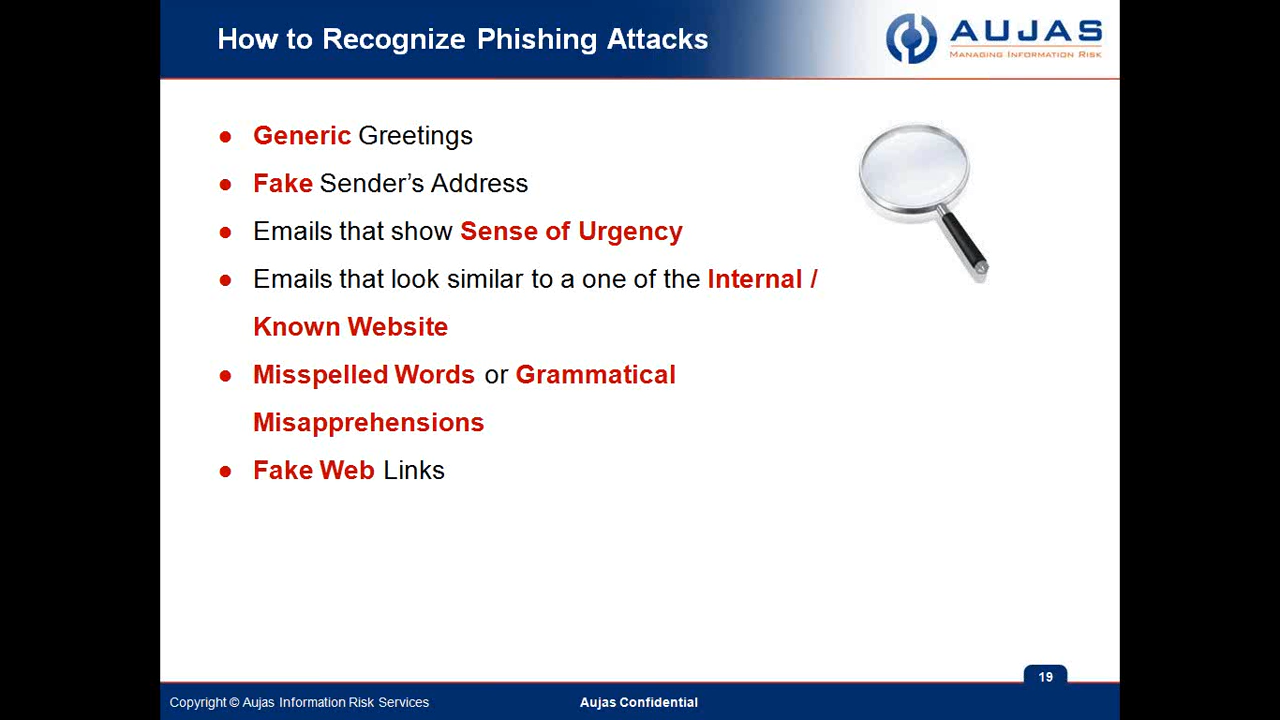 How to Recognize Phishing Attacks
AUJAS
MANAGING INFORMATION RISK
● Generic Greetings
● Fake Sender's Address
● Emails that show Sense of Urgency
● Emails that look similar to a one of the Internal /
Known Website
● Misspelled Words or Grammatical
Misapprehensions
● Fake Web Links
19
Copyright © Aujas Information Risk Services
Aujas Confidential